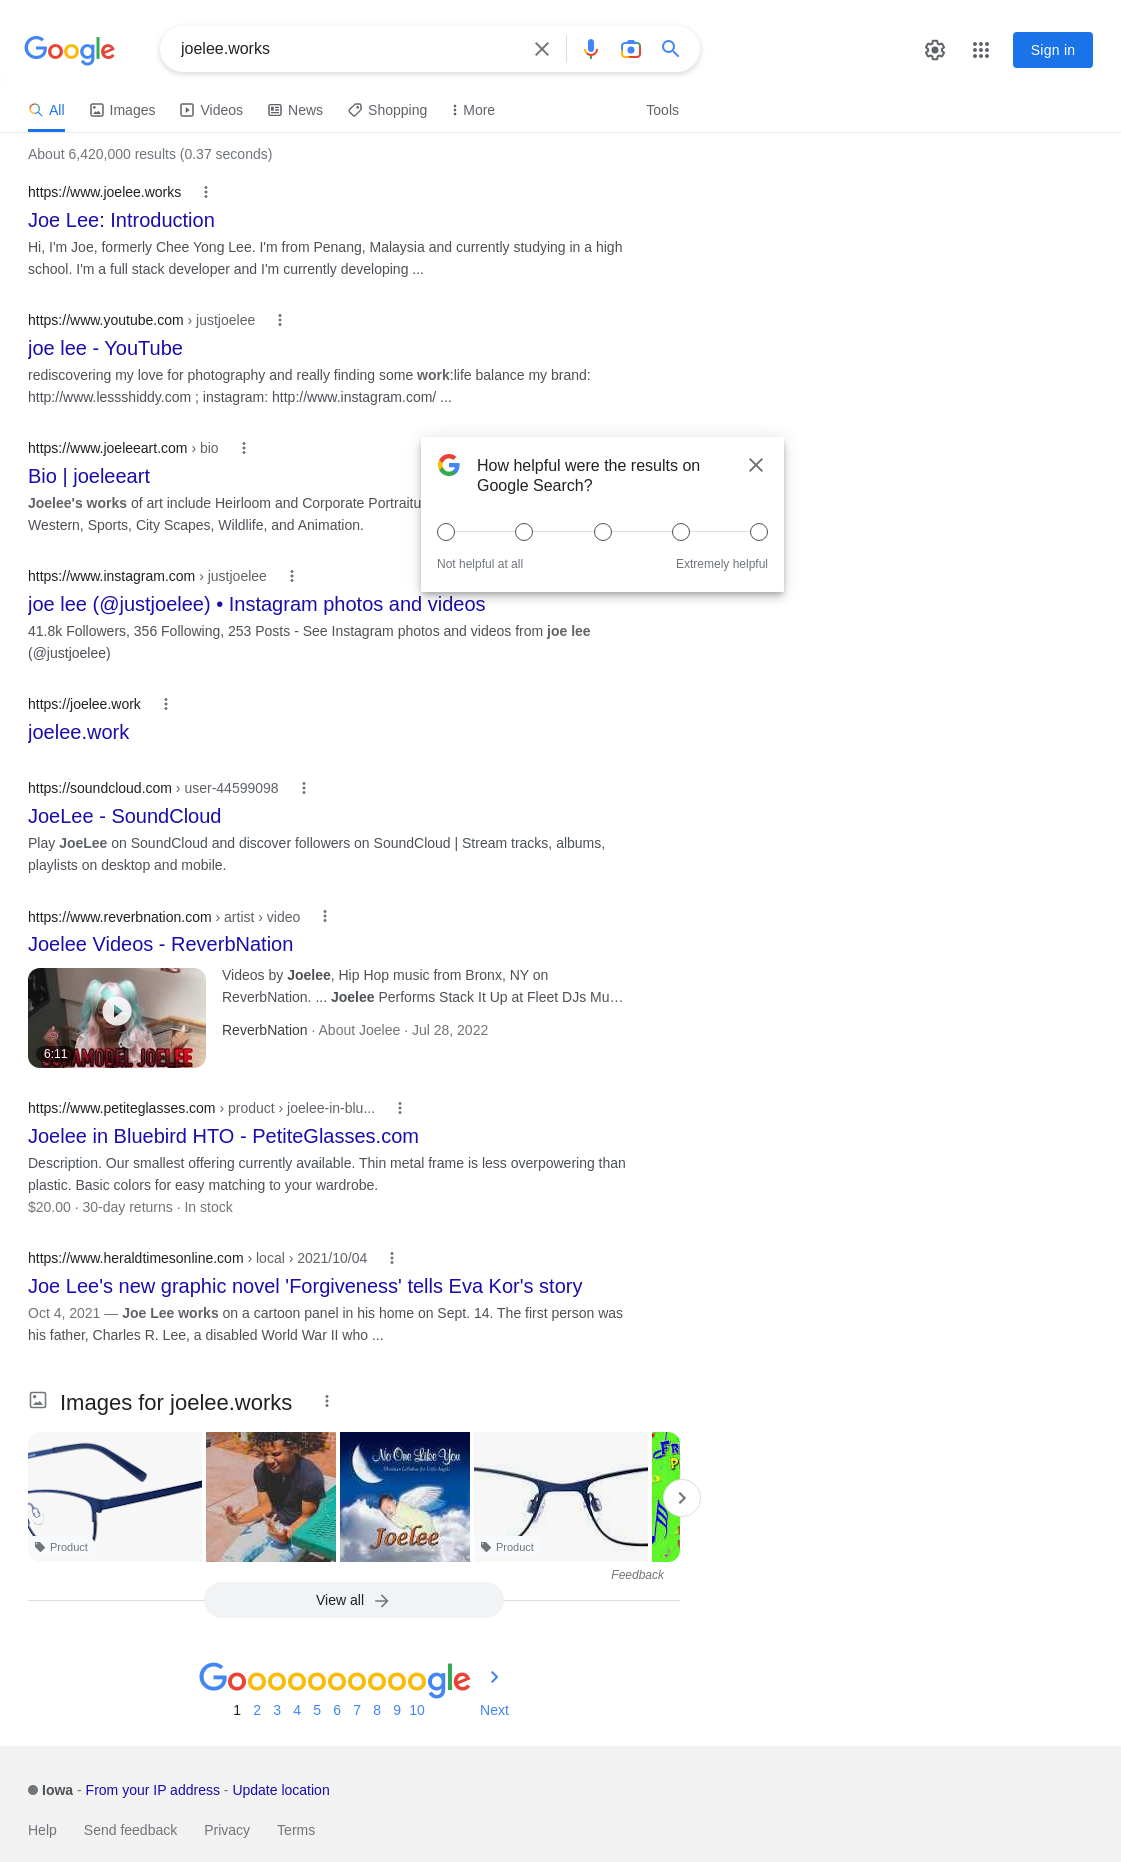 Google
joelee.works
Sign in
All
Images
Videos
News
Shopping
More
Tools
About 6,420,000 results (0.37 seconds)
https://www.joelee.works
Joe Lee: Introduction
Hi, I'm Joe, formerly Chee Yong Lee. I'm from Penang, Malaysia and currently studying in a high
school. I'm a full stack developer and I'm currently developing ...
https://www.youtube.com › justjoelee
joe lee - YouTube
rediscovering my love for photography and really finding some work:life balance my brand:
http://www.lessshiddy.com ; instagram: http://www.instagram.com/ ...
https://www.joeleeart.com › bio
Bio | joeleeart
Joelee's works of art include Heirloom and Corporate Portraitu
Western, Sports, City Scapes, Wildlife, and Animation.
How helpful were the results on
Google Search?
Not helpful at all
Extremely helpful
https://www.instagram.com › justjoelee
joe lee (@justjoelee) • Instagram photos and videos
41.8k Followers, 356 Following, 253 Posts - See Instagram photos and videos from joe lee
(@justjoelee)
https://joelee.work
joelee.work
https://soundcloud.com › user-44599098
JoeLee - SoundCloud
Play JoeLee on SoundCloud and discover followers on SoundCloud | Stream tracks, albums,
playlists on desktop and mobile.
https://www.reverbnation.com › artist › video
Joelee Videos - ReverbNation
Videos by Joelee, Hip Hop music from Bronx, NY on
ReverbNation. ... Joelee Performs Stack It Up at Fleet DJs Mu…
ReverbNation · About Joelee · Jul 28, 2022
6:11
JOELEE
https://www.petiteglasses.com › product › joelee-in-blu...
Joelee in Bluebird HTO - PetiteGlasses.com
Description. Our smallest offering currently available. Thin metal frame is less overpowering than
plastic. Basic colors for easy matching to your wardrobe.
$20.00 · 30-day returns · In stock
https://www.heraldtimesonline.com › local › 2021/10/04
Joe Lee's new graphic novel 'Forgiveness' tells Eva Kor's story
Oct 4, 2021 — Joe Lee works on a cartoon panel in his home on Sept. 14. The first person was
his father, Charles R. Lee, a disabled World War II who ...
Images for joelee.works
No One Like You
Joelee
Product
Product
Feedback
View all
Goooooooooogle
1 2 3 4 5 6 7 8 9 10 Next
Iowa - From your IP address - Update location
Help Send feedback Privacy Terms